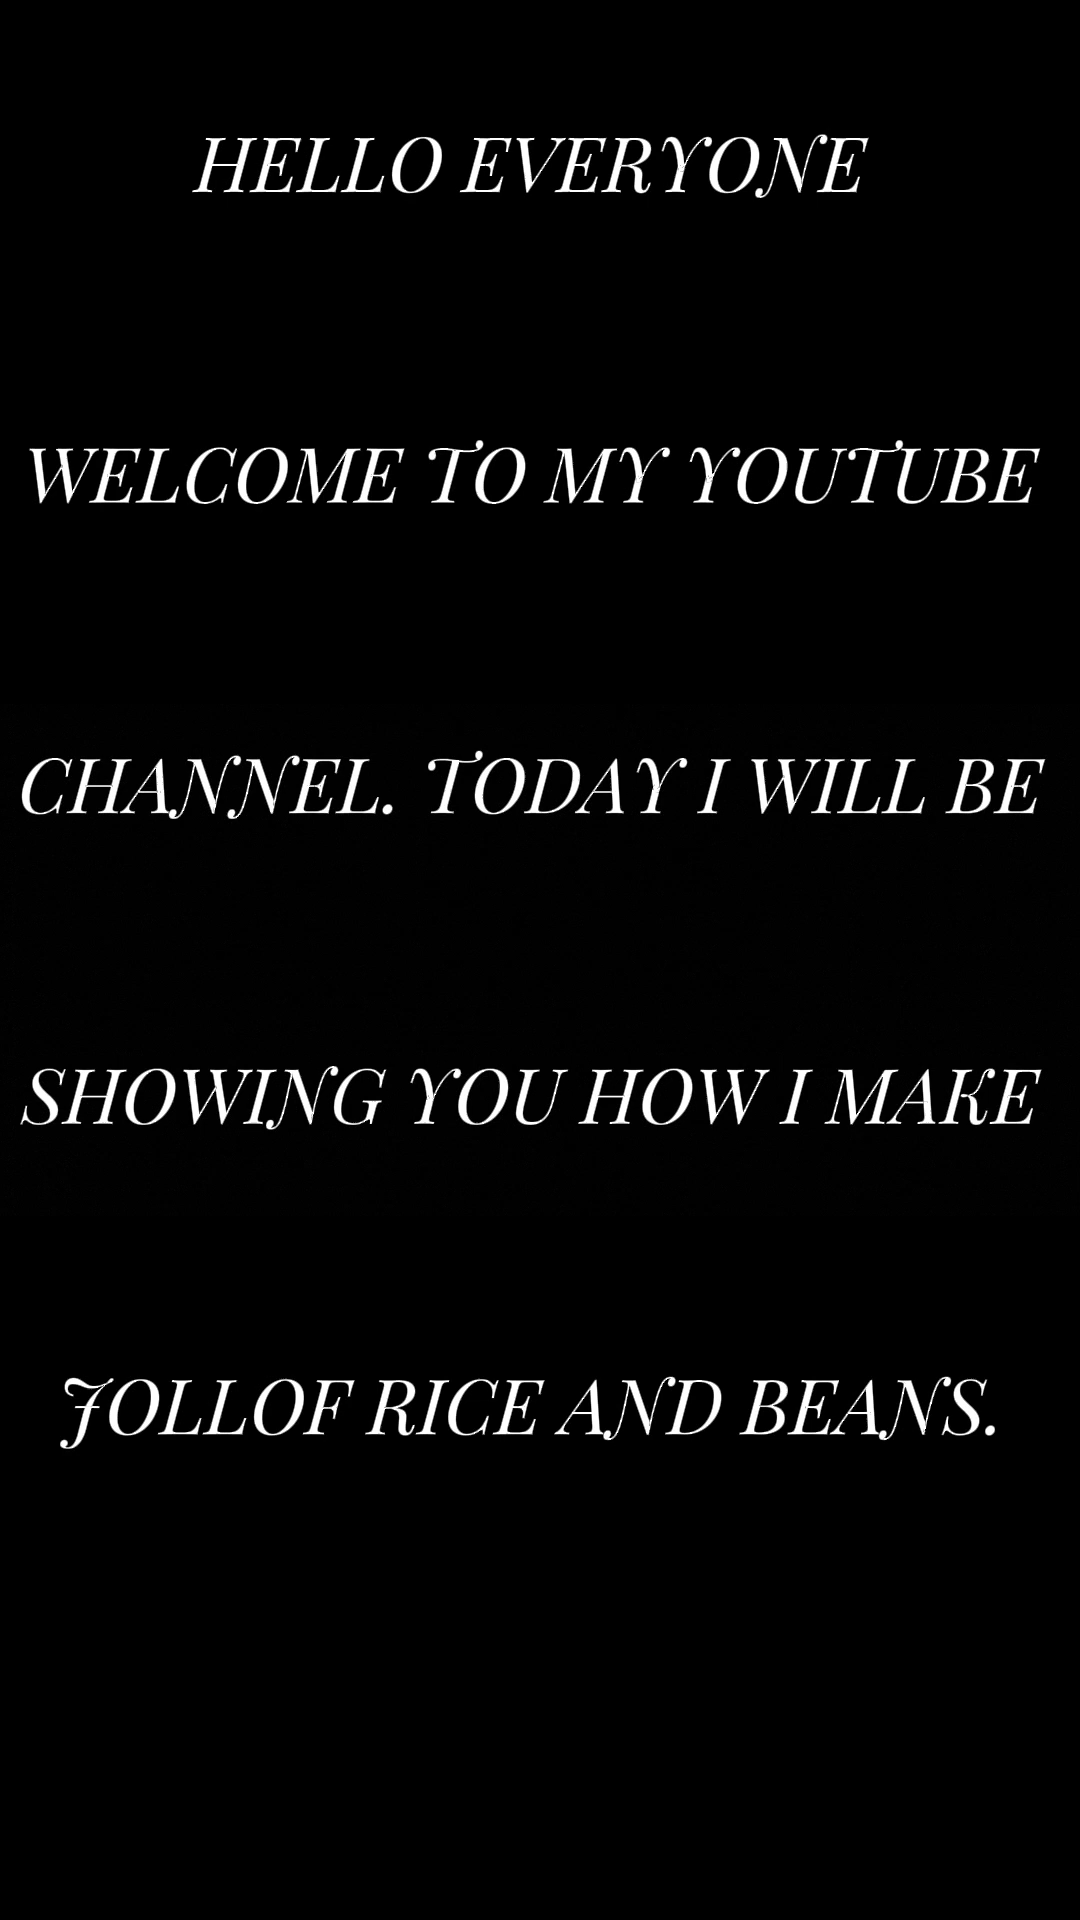 HELLO EVERYONE
WELCOME TO MY YOUTUBE
CHANNEL. TODAY I WILL BE
SHOWING YOU HOW I MAKE
JOLLOF RICE AND BEANS.